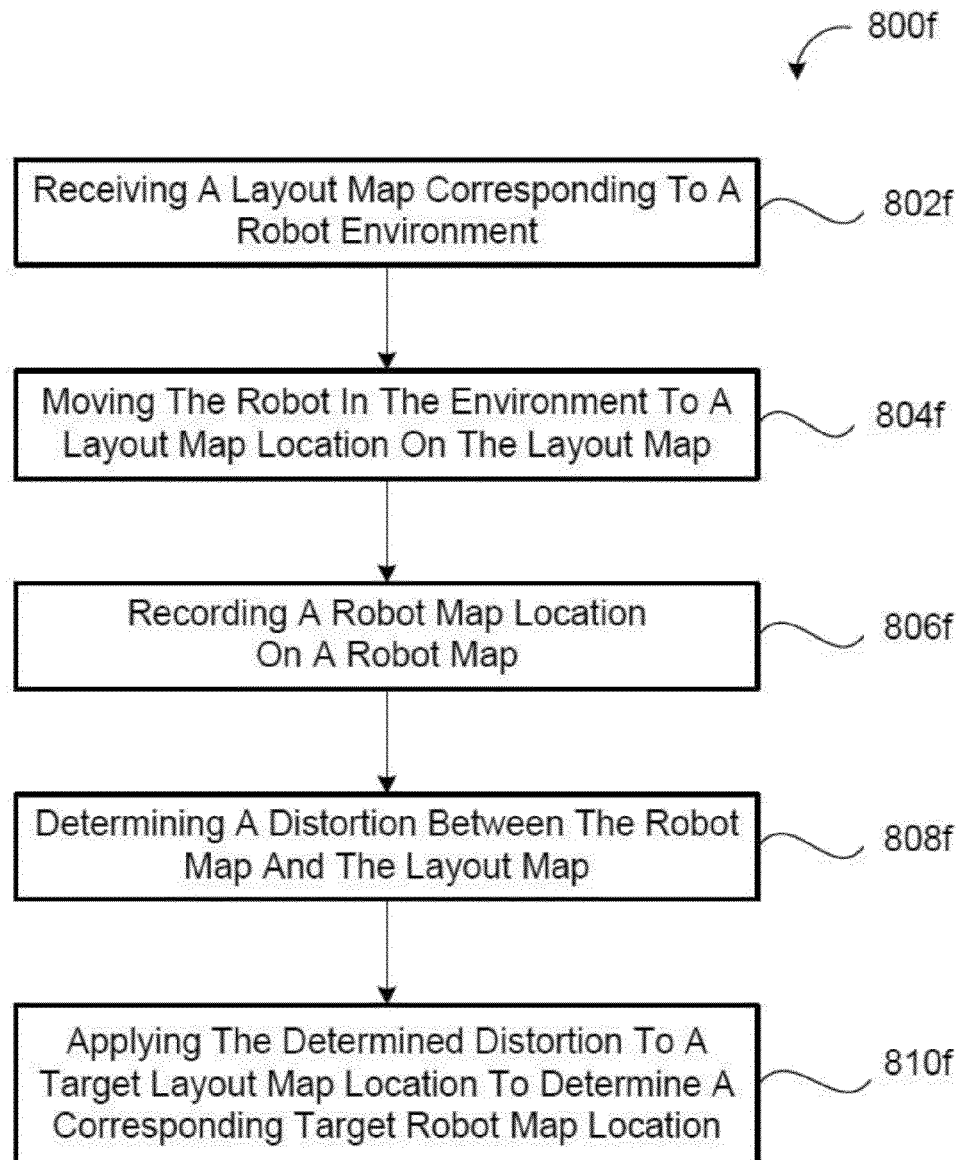 800f
Receiving A Layout Map Corresponding To A
Robot Environment
802f
Moving The Robot In The Environment To A
Layout Map Location On The Layout Map
804f
Recording A Robot Map Location
On A Robot Map
806f
Determining A Distortion Between The Robot
Map And The Layout Map
808f
Applying The Determined Distortion To A
Target Layout Map Location To Determine A
Corresponding Target Robot Map Location
810f